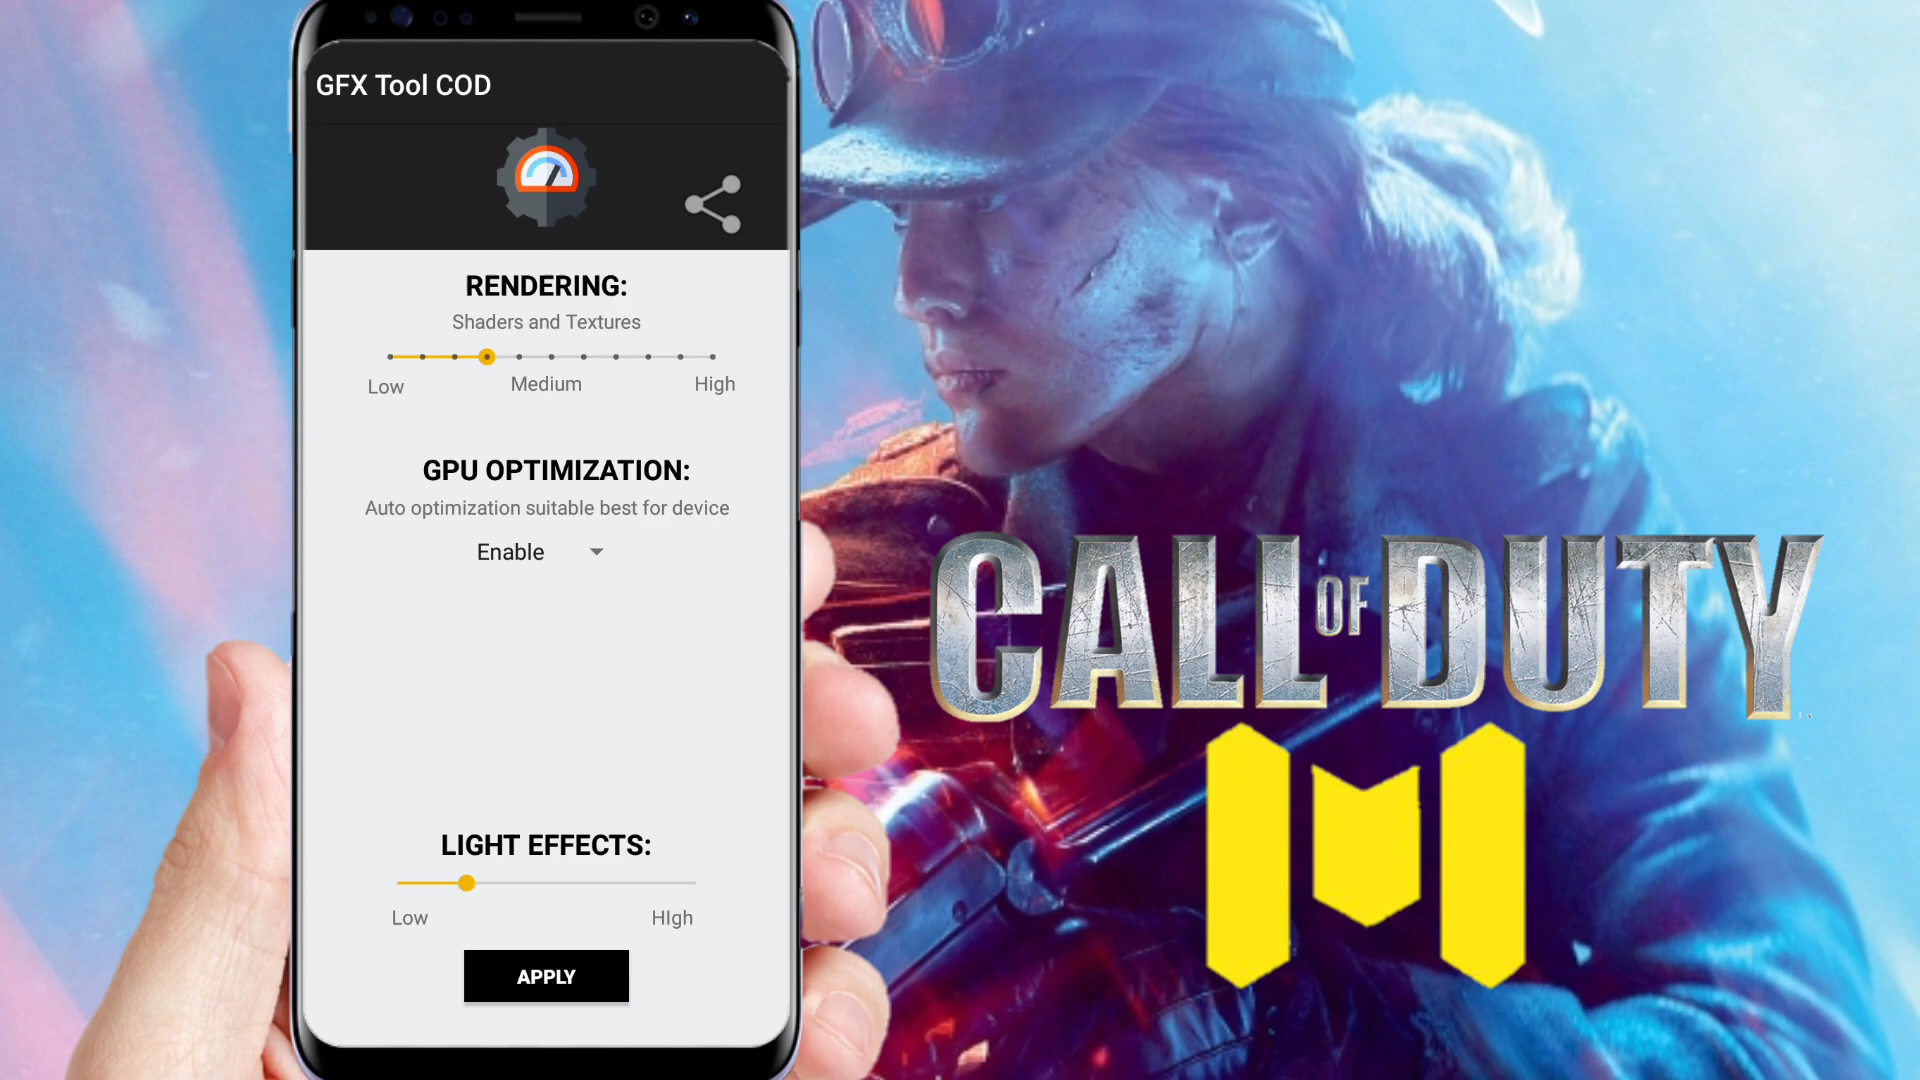 GFX Tool COD
RENDERING:
Shaders and Textures
Low Medium High
GPU OPTIMIZATION:
Auto optimization suitable best for device
Enable
LIGHT EFFECTS:
Low HIgh
APPLY
CALL OF DUTY